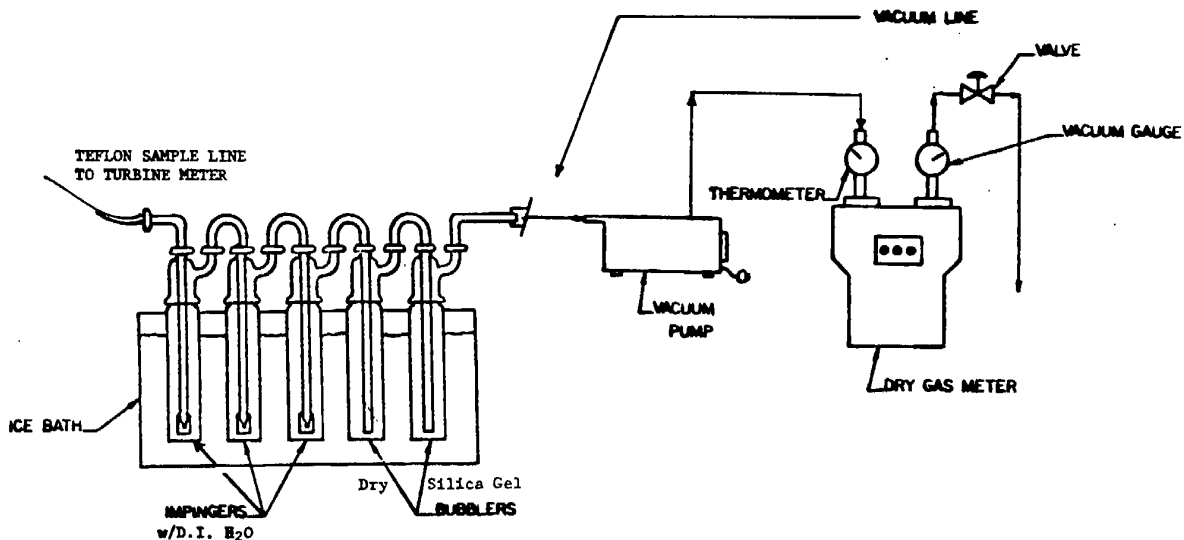 VACUUM LINE
VALVE
VACUUM GAUGE
TEFLON SAMPLE LINE
TO TURBINE METER
THERMOMETER
VACUUM
PUMP
DRY GAS METER
ICE BATH
Dry
Silica Gel
IMPINGERS
w/D.I. H₂O
BUBBLERS